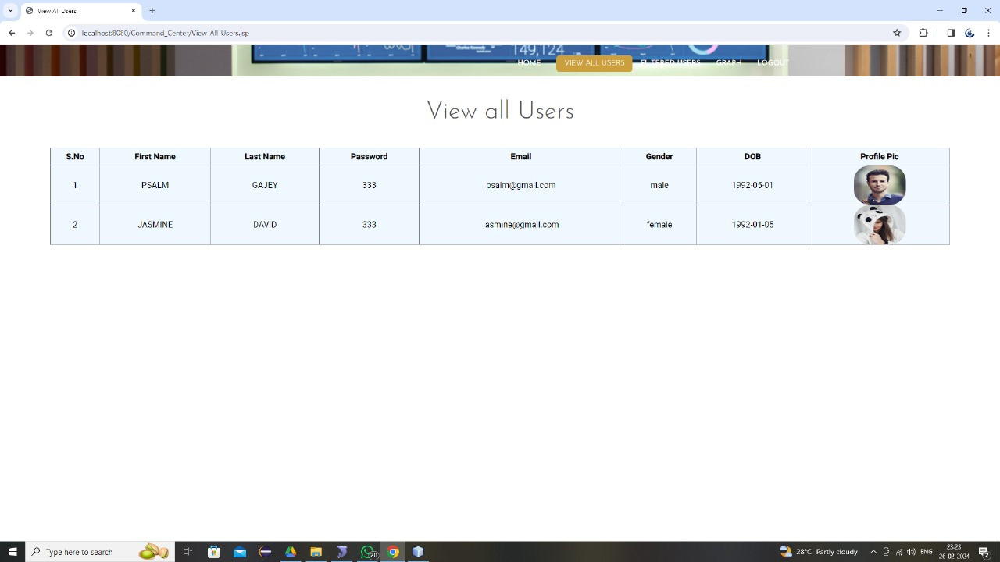 View All Users
localhost:8080/Command_Center/View-All-Users.jsp
149,124
HOME VIEW ALL USERS FILTERED USERS GRAPH LOGOUT
View all Users
S.No First Name Last Name Password Email Gender DOB Profile Pic
1 PSALM GAJEY 333 psalm@gmail.com male 1992-05-01
2 JASMINE DAVID 333 jasmine@gmail.com female 1992-01-05
Type here to search 20 28°C Partly cloudy ENG 23:23
26-02-2024 2